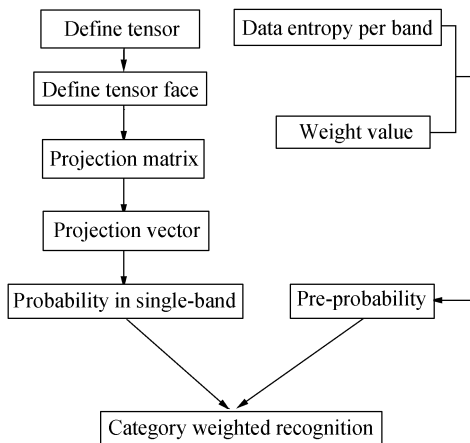 Define tensor
Data entropy per band
Define tensor face
Weight value
Projection matrix
Projection vector
Probability in single-band
Pre-probability
Category weighted recognition